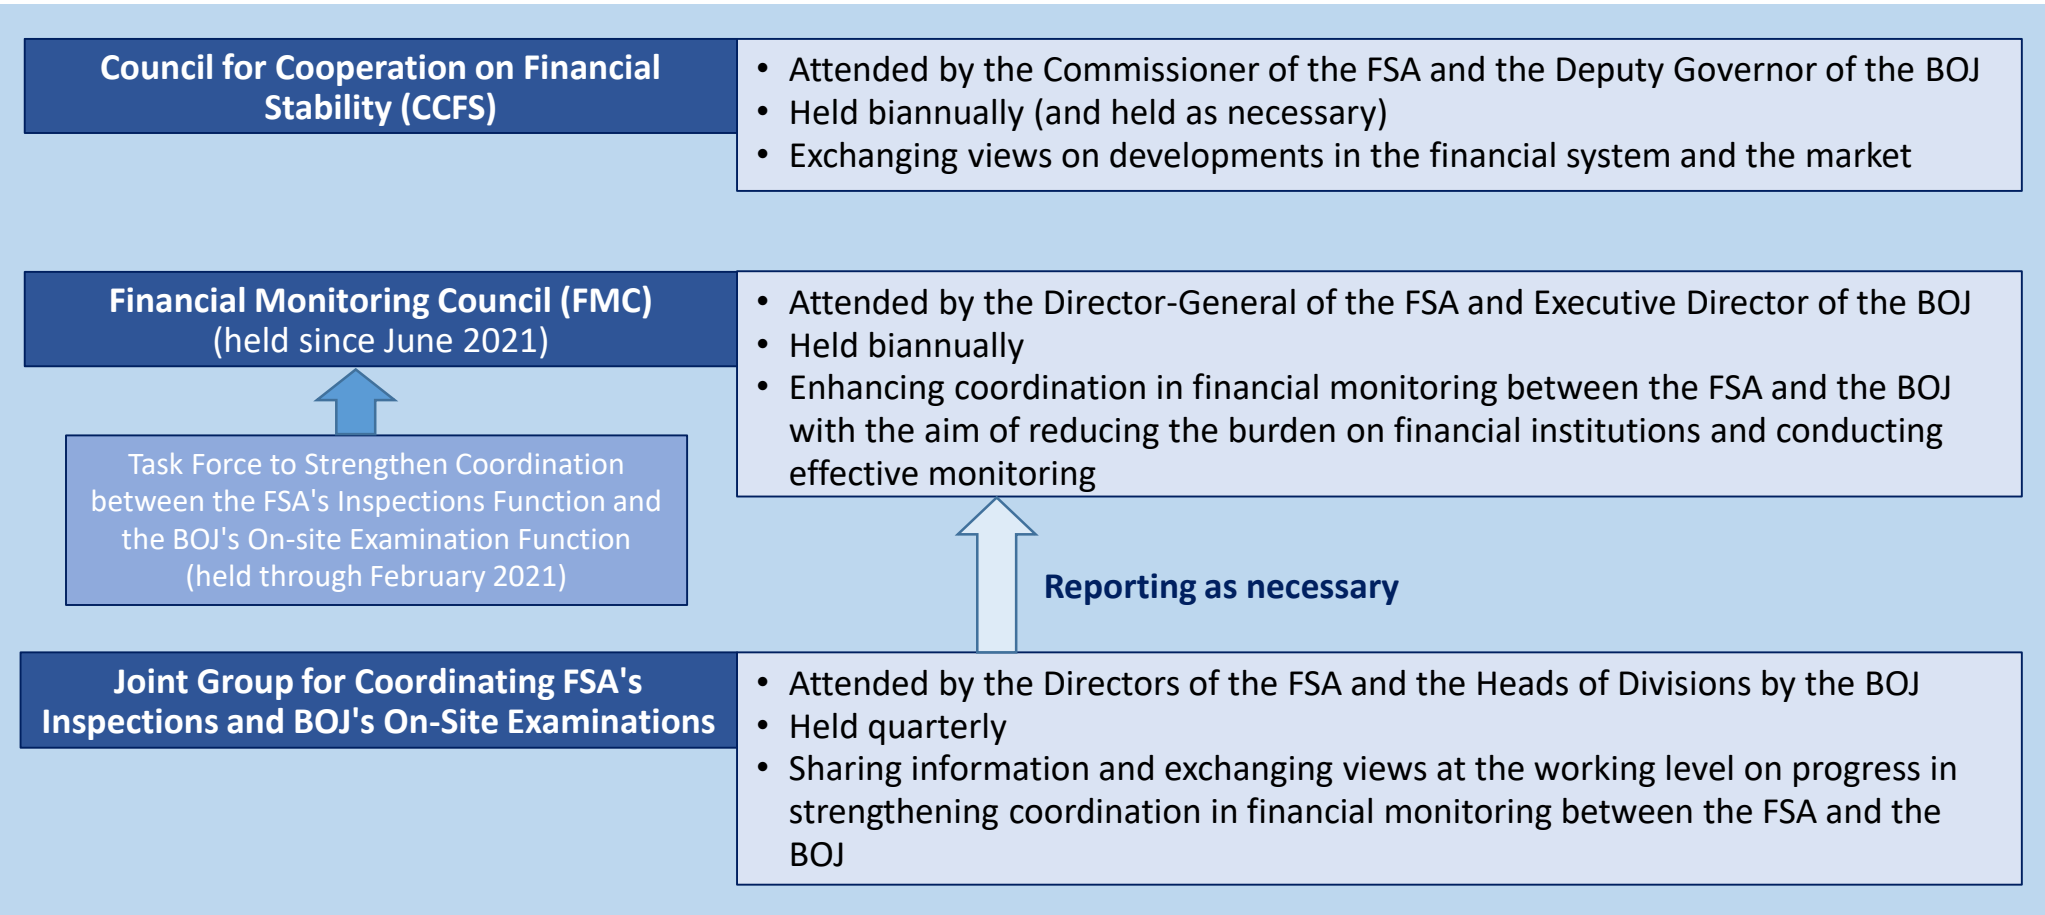 Council for Cooperation on Financial
Stability (CCFS)
• Attended by the Commissioner of the FSA and the Deputy Governor of the BOJ
• Held biannually (and held as necessary)
• Exchanging views on developments in the financial system and the market
Financial Monitoring Council (FMC)
(held since June 2021)
• Attended by the Director-General of the FSA and Executive Director of the BOJ
• Held biannually
• Enhancing coordination in financial monitoring between the FSA and the BOJ
with the aim of reducing the burden on financial institutions and conducting
effective monitoring
Task Force to Strengthen Coordination
between the FSA's Inspections Function and
the BOJ's On-site Examination Function
(held through February 2021)
Reporting as necessary
Joint Group for Coordinating FSA's
Inspections and BOJ's On-Site Examinations
• Attended by the Directors of the FSA and the Heads of Divisions by the BOJ
• Held quarterly
• Sharing information and exchanging views at the working level on progress in
strengthening coordination in financial monitoring between the FSA and the
BOJ